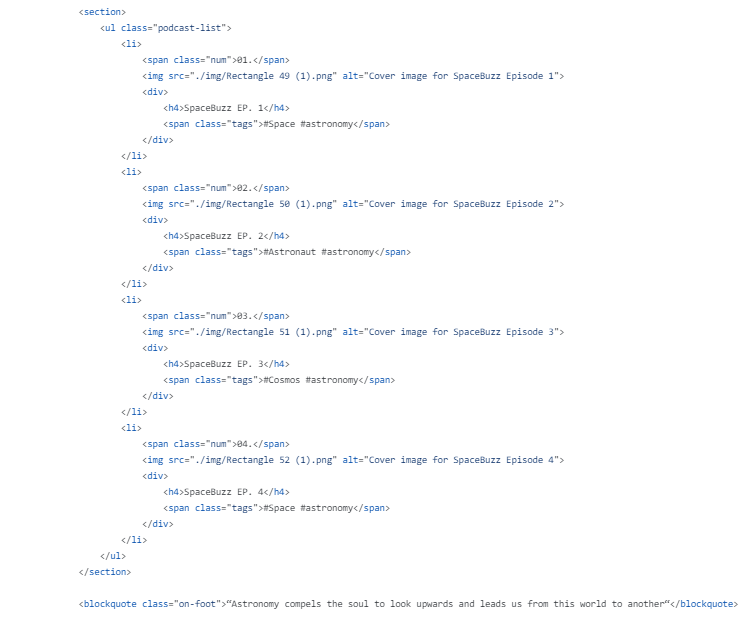 <section>
<ul class="podcast-list">
<li>
<span class="num">01.</span>
<img src="./img/Rectangle 49 (1).png" alt="Cover image for SpaceBuzz Episode 1">
<div>
<h4>SpaceBuzz EP. 1</h4>
<span class="tags">#Space #astronomy</span>
</div>
</li>
<li>
<span class="num">02.</span>
<img src="./img/Rectangle 50 (1).png" alt="Cover image for SpaceBuzz Episode 2">
<div>
<h4>SpaceBuzz EP. 2</h4>
<span class="tags">#Astronaut #astronomy</span>
</div>
</li>
<li>
<span class="num">03.</span>
<img src="./img/Rectangle 51 (1).png" alt="Cover image for SpaceBuzz Episode 3">
<div>
<h4>SpaceBuzz EP. 3</h4>
<span class="tags">#Cosmos #astronomy</span>
</div>
</li>
<li>
<span class="num">04.</span>
<img src="./img/Rectangle 52 (1).png" alt="Cover image for SpaceBuzz Episode 4">
<div>
<h4>SpaceBuzz EP. 4</h4>
<span class="tags">#Space #astronomy</span>
</div>
</li>
</ul>
</section>
<blockquote class="on-foot">“Astronomy compels the soul to look upwards and leads us from this world to another“</blockquote>